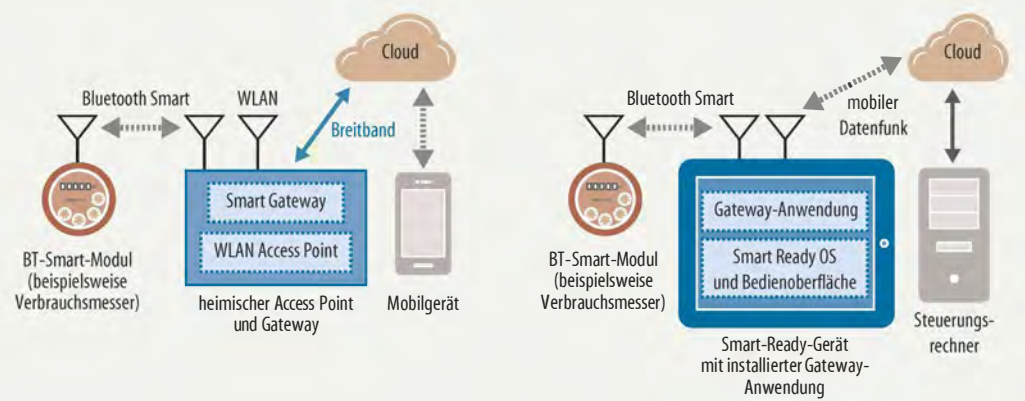 Cloud
Bluetooth Smart
WLAN
Breitband
Smart Gateway
WLAN Access Point
BT-Smart-Modul
(beispielsweise
Verbrauchsmesser)
heimischer Access Point
und Gateway
Mobilgerät
Cloud
Bluetooth Smart
mobiler
Datenfunk
Gateway-Anwendung
Smart Ready OS
und Bedienoberfläche
BT-Smart-Modul
(beispielsweise
Verbrauchsmesser)
Steuerungs-
rechner
Smart-Ready-Gerät
mit installierter Gateway-
Anwendung